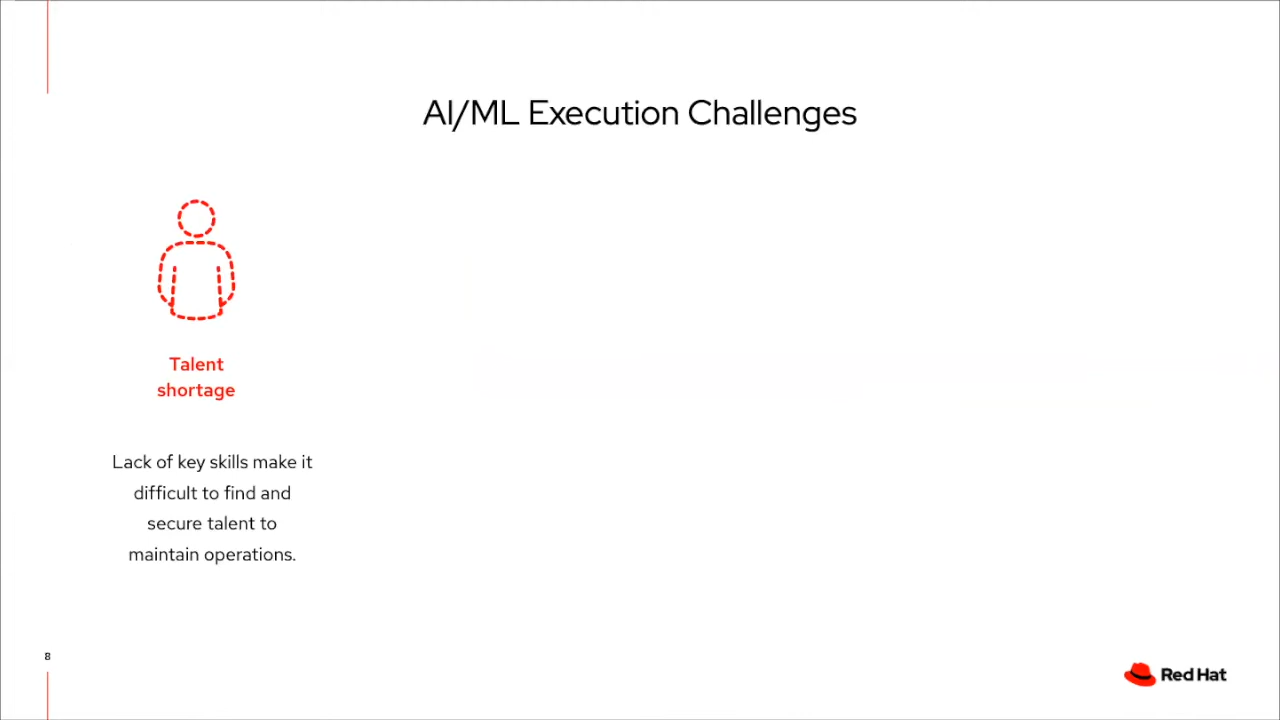 AI/ML Execution Challenges
Talent
shortage
Lack of key skills make it
difficult to find and
secure talent to
maintain operations.
8
Red Hat